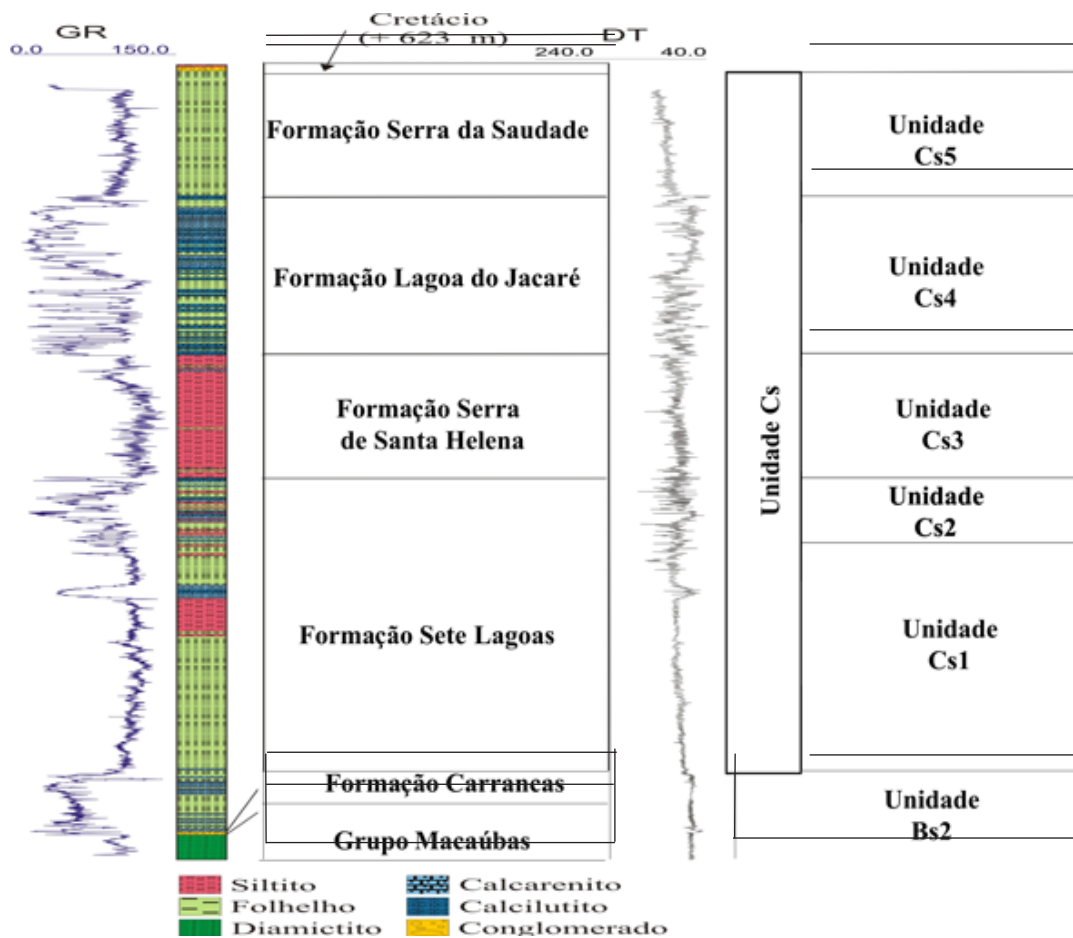 Cretácio
GR
(+ 623 m)
ĐT
0.0 150.0
240.0 40.0
Formação Serra da Saudade
Unidade
Cs5
Formação Lagoa do Jacaré
Unidade
Cs4
Formação Serra
de Santa Helena
Unidade
Cs3
Unidade Cs
Unidade
Cs2
Formação Sete Lagoas
Unidade
Cs1
Formação Carrancas
Unidade
Bs2
Grupo Macaúbas
Siltito
Calcarenito
Folhelho
Calcilutito
Diamictito
Conglomerado